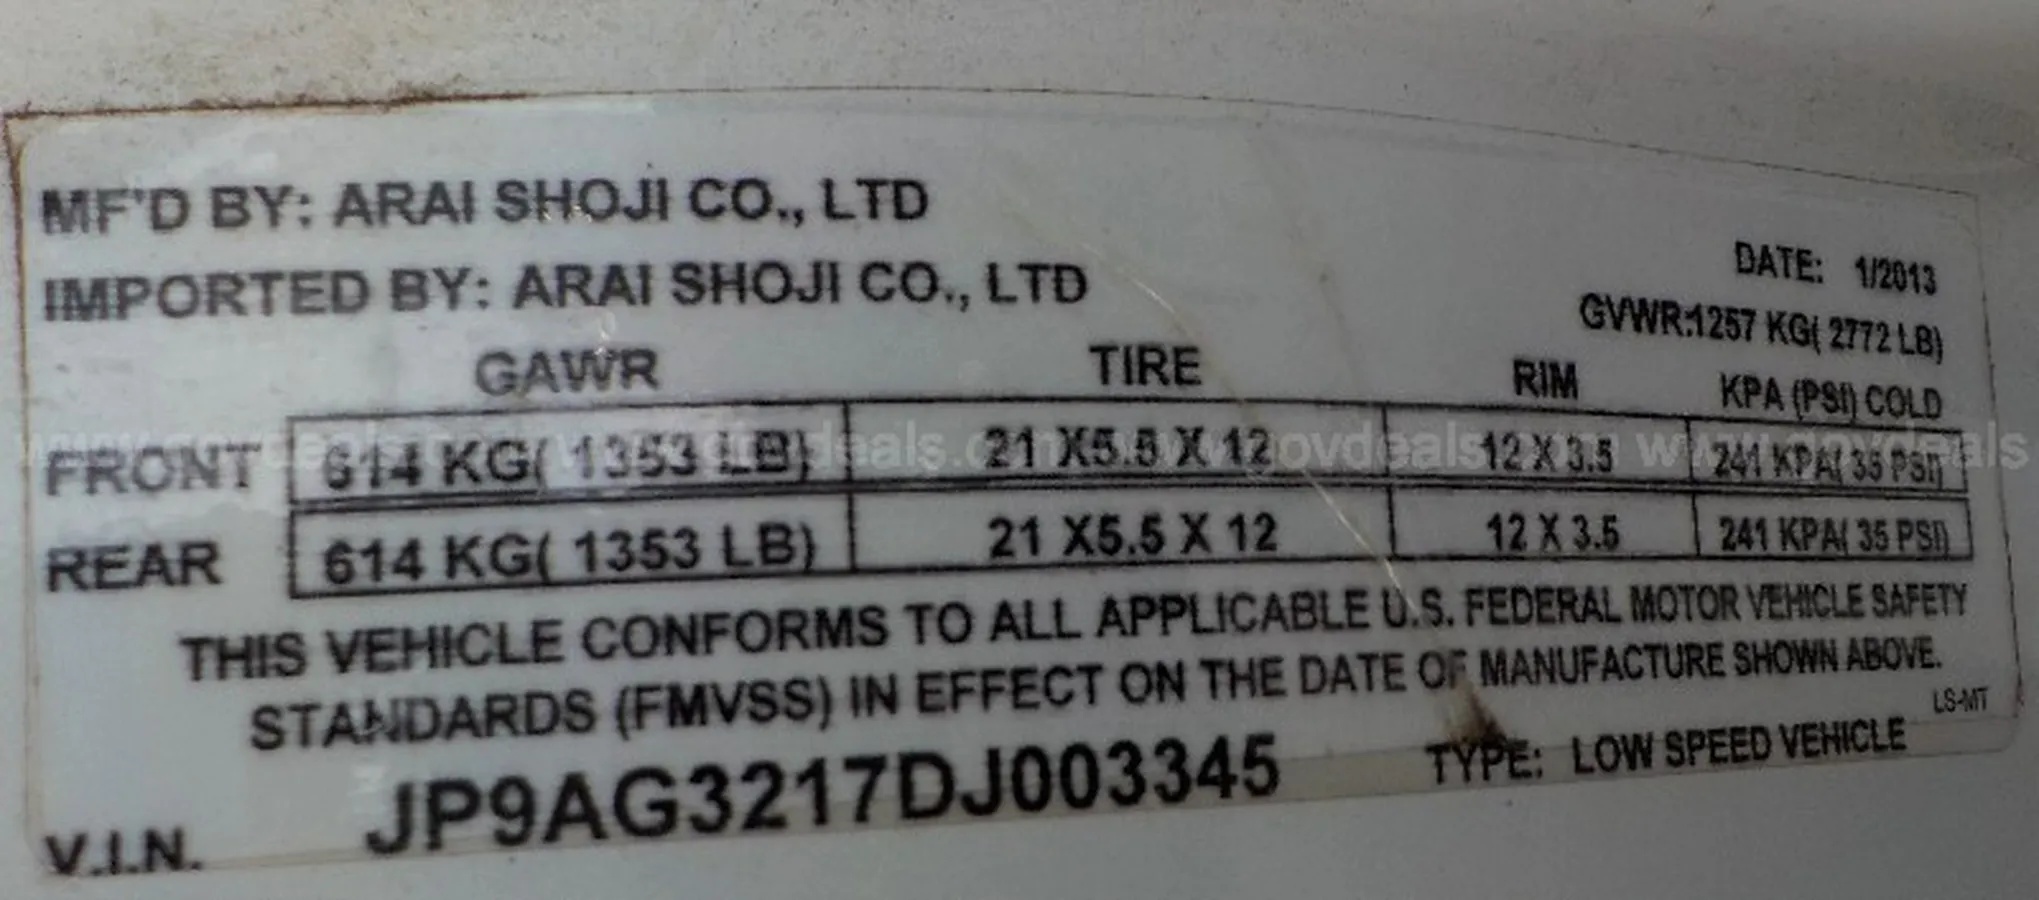 MF'D BY: ARAI SHOJI CO., LTD
IMPORTED BY: ARAI SHOJI CO., LTD
DATE: 1/2013
GVWR:1257 KG( 2772 LB)
GAWR TIRE RIM KPA (PSI) COLD
FRONT 614 KG( 1353 LB) 21 X5.5 X 12 12 X 3.5 241 KPA( 35 PSI)
REAR 614 KG( 1353 LB) 21 X5.5 X 12 12 X 3.5 241 KPA( 35 PSI)
THIS VEHICLE CONFORMS TO ALL APPLICABLE U.S. FEDERAL MOTOR VEHICLE SAFETY
STANDARDS (FMVSS) IN EFFECT ON THE DATE OF MANUFACTURE SHOWN ABOVE.
LS-MT
V.I.N. JP9AG3217DJ003345 TYPE: LOW SPEED VEHICLE
www.govdeals